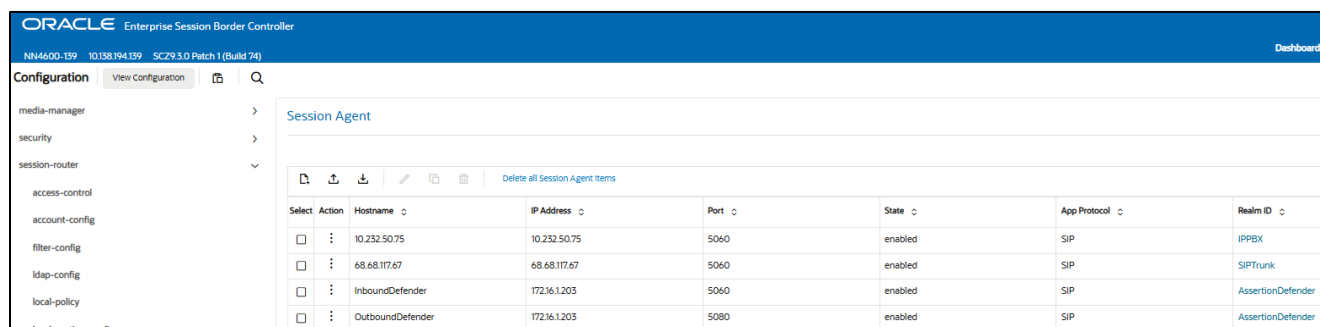 ORACLE Enterprise Session Border Controller
NN4600-139 10.138.194.139 SCZ9.3.0 Patch 1 (Build 74)
Dashboard
Configuration View Configuration
media-manager
security
session-router
access-control
account-config
filter-config
ldap-config
local-policy
Session Agent
Delete all Session Agent Items
Select Action Hostname IP Address Port State App Protocol Realm ID
10.232.50.75 10.232.50.75 5060 enabled SIP IPPBX
68.68.117.67 68.68.117.67 5060 enabled SIP SIPTrunk
InboundDefender 172.16.1.203 5060 enabled SIP AssertionDefender
OutboundDefender 172.16.1.203 5080 enabled SIP AssertionDefender